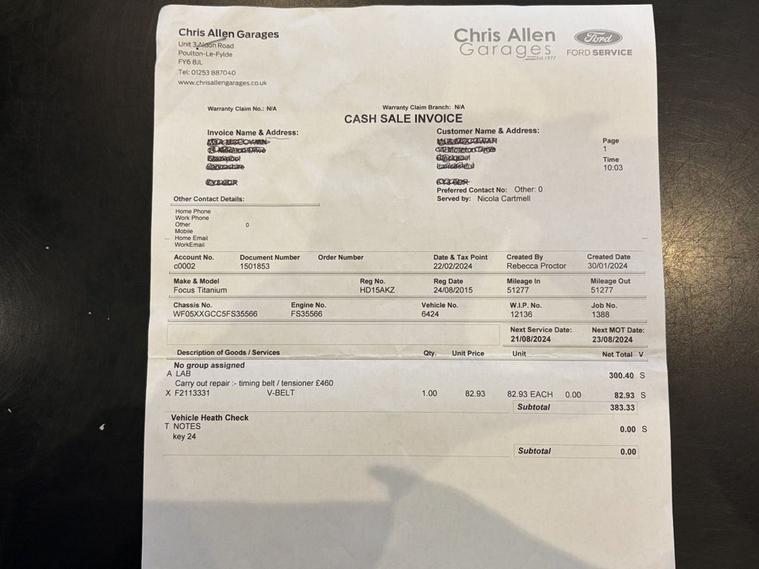 Chris Allen Garages
Unit 3, Aldon Road
Poulton-Le-Fylde
FY6 8JL
Tel: 01253 887040
www.chrisallengarages.co.uk
Chris Allen
Garages
Ford
FORD SERVICE
Warranty Claim No.: N/A
Warranty Claim Branch: N/A
CASH SALE INVOICE
Invoice Name & Address:
Customer Name & Address:
Page
1
Time
10:03
Preferred Contact No: Other: 0
Served by: Nicola Cartmell
Other Contact Details:
Home Phone
Work Phone
Other 0
Mobile
Home Email
WorkEmail
Account No. Document Number Order Number Date & Tax Point Created By Created Date
c0002 1501853 22/02/2024 Rebecca Proctor 30/01/2024
Make & Model Reg No. Reg Date Mileage In Mileage Out
Focus Titanium HD15AKZ 24/08/2015 51277 51277
Chassis No. Engine No. Vehicle No. W.I.P. No. Job No.
WF05XXGCC5FS35566 FS35566 6424 12136 1388
Next Service Date: Next MOT Date:
21/08/2024 23/08/2024
Description of Goods / Services Qty. Unit Price Unit Net Total V
No group assigned
A LAB 300.40 S
Carry out repair :- timing belt / tensioner £460
X F2113331 V-BELT 1.00 82.93 82.93 EACH 0.00 82.93 S
Subtotal 383.33
Vehicle Heath Check
T NOTES 0.00 S
key 24
Subtotal 0.00